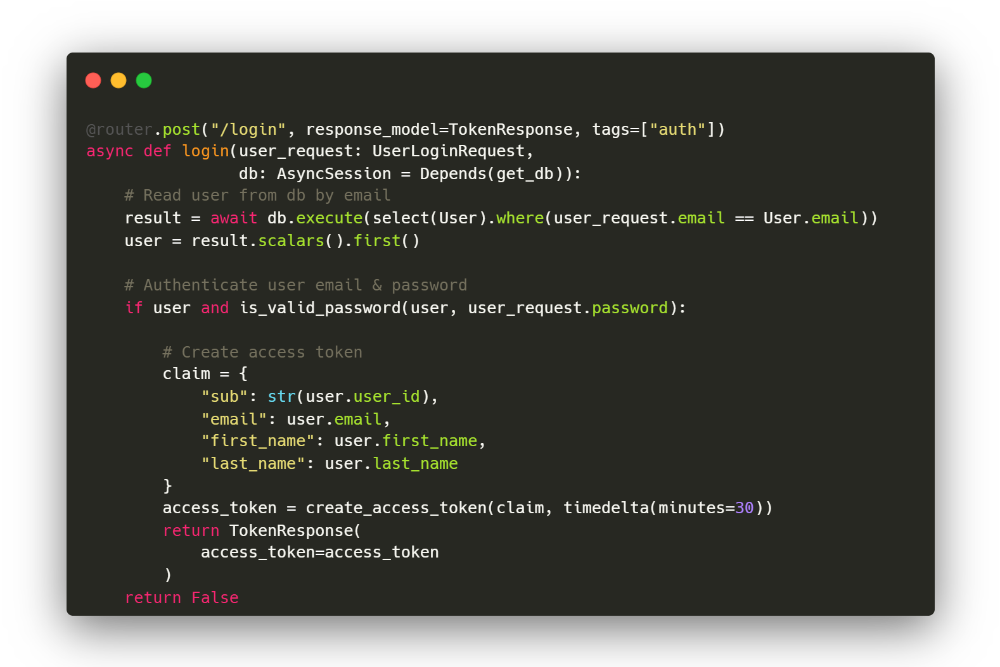 @router.post("/login", response_model=TokenResponse, tags=["auth"])
async def login(user_request: UserLoginRequest,
                db: AsyncSession = Depends(get_db)):
    # Read user from db by email
    result = await db.execute(select(User).where(user_request.email == User.email))
    user = result.scalars().first()

    # Authenticate user email & password
    if user and is_valid_password(user, user_request.password):

        # Create access token
        claim = {
            "sub": str(user.user_id),
            "email": user.email,
            "first_name": user.first_name,
            "last_name": user.last_name
        }
        access_token = create_access_token(claim, timedelta(minutes=30))
        return TokenResponse(
            access_token=access_token
        )
    return False